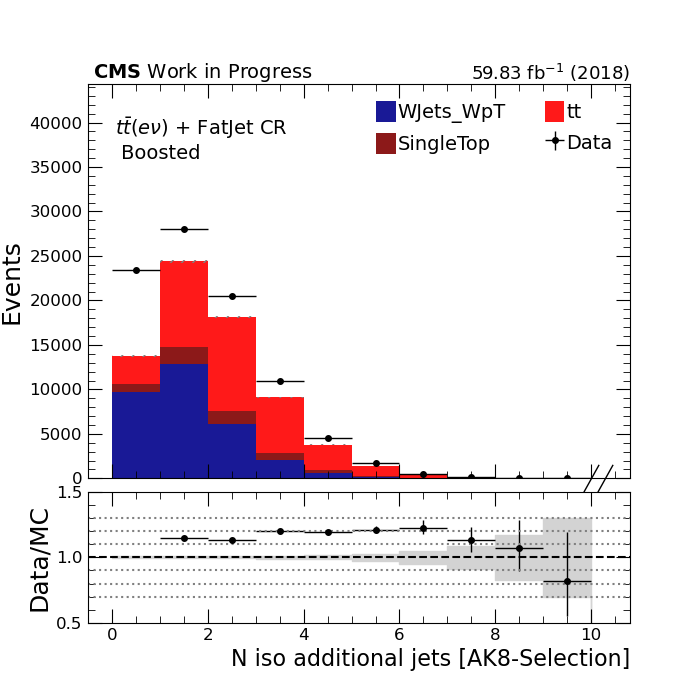 CMS Work in Progress 59.83 fb⁻¹ (2018)
tt̄(eν) + FatJet CR
Boosted
WJets_WpT tt
SingleTop Data
Events
40000
35000
30000
25000
20000
15000
10000
5000
0
Data/MC
1.5
1.0
0.5
0 2 4 6 8 10
N iso additional jets [AK8-Selection]